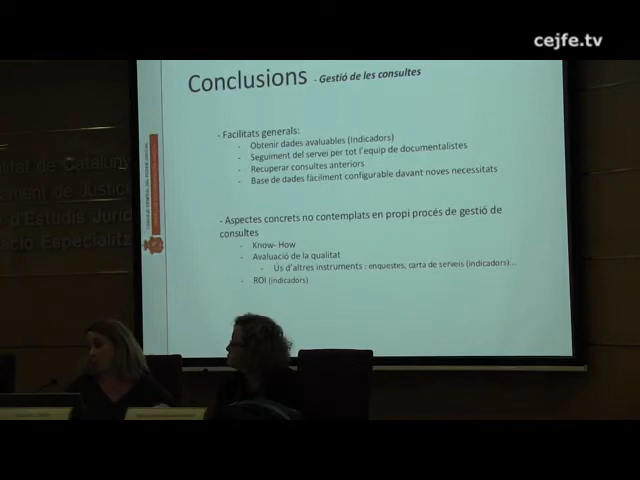 cejfe.tv
Conclusions - Gestió de les consultes
- Facilitats generals:
- Obtenir dades avaluables (Indicadors)
- Seguiment del servei per tot l'equip de documentalistes
- Recuperar consultes anteriors
- Base de dades fàcilment configurable davant noves necessitats
- Aspectes concrets no contemplats en propi procés de gestió de
consultes
- Know- How
- Avaluació de la qualitat
- Us d'altres instruments : enquestes, carta de serveis (indicadors)...
- ROI (indicadors)
litat de Catalunya
ament de Justíci
d'Estudis Juríd
ació Especialitz